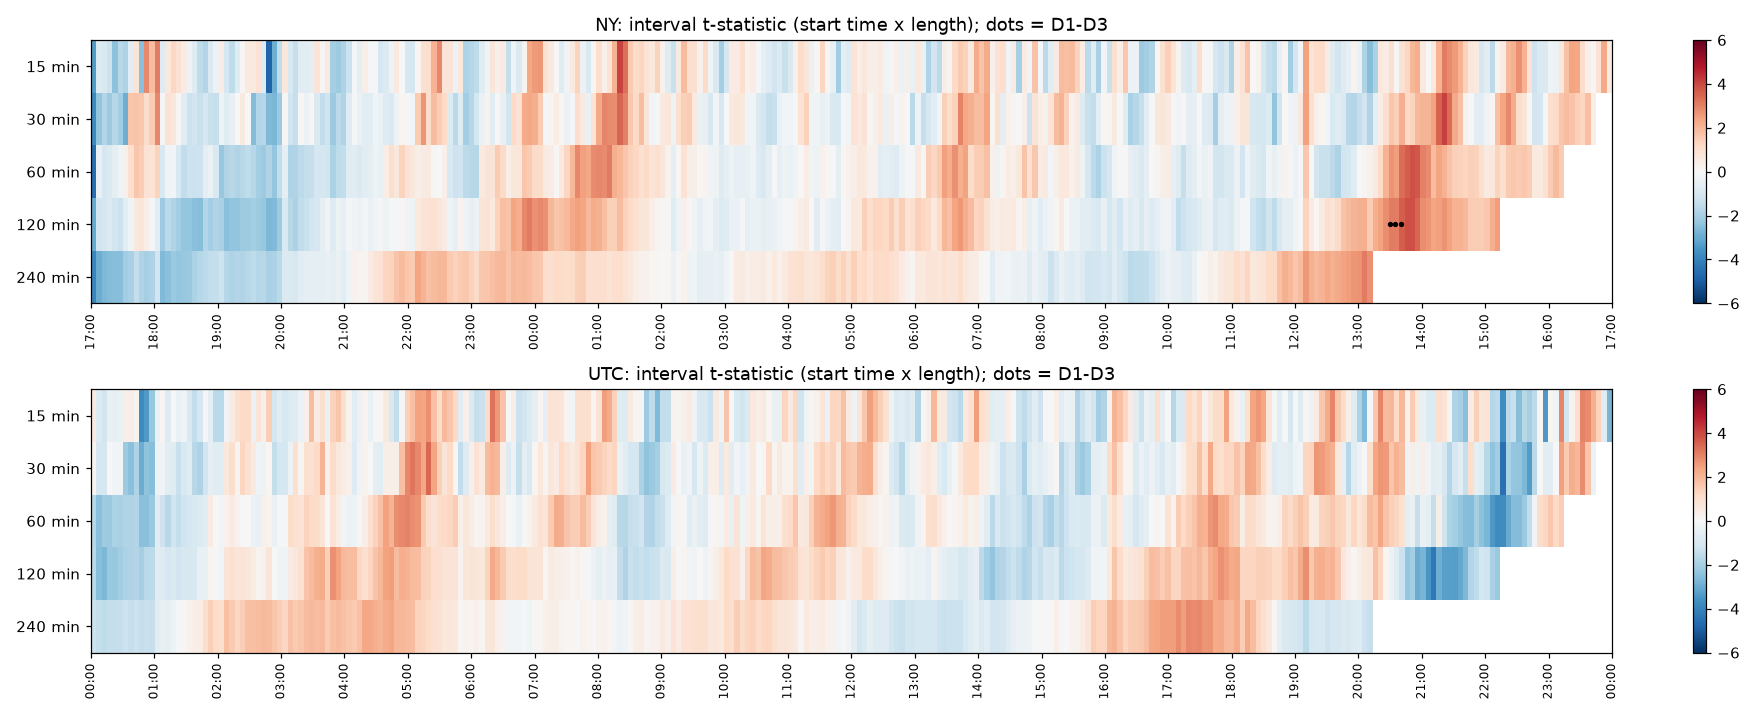 NY: interval t-statistic (start time x length); dots = D1-D3
15 min
30 min
60 min
120 min
240 min
17:00 18:00 19:00 20:00 21:00 22:00 23:00 00:00 01:00 02:00 03:00 04:00 05:00 06:00 07:00 08:00 09:00 10:00 11:00 12:00 13:00 14:00 15:00 16:00 17:00
6
4
2
0
−2
−4
−6
UTC: interval t-statistic (start time x length); dots = D1-D3
15 min
30 min
60 min
120 min
240 min
00:00 01:00 02:00 03:00 04:00 05:00 06:00 07:00 08:00 09:00 10:00 11:00 12:00 13:00 14:00 15:00 16:00 17:00 18:00 19:00 20:00 21:00 22:00 23:00 00:00
6
4
2
0
−2
−4
−6